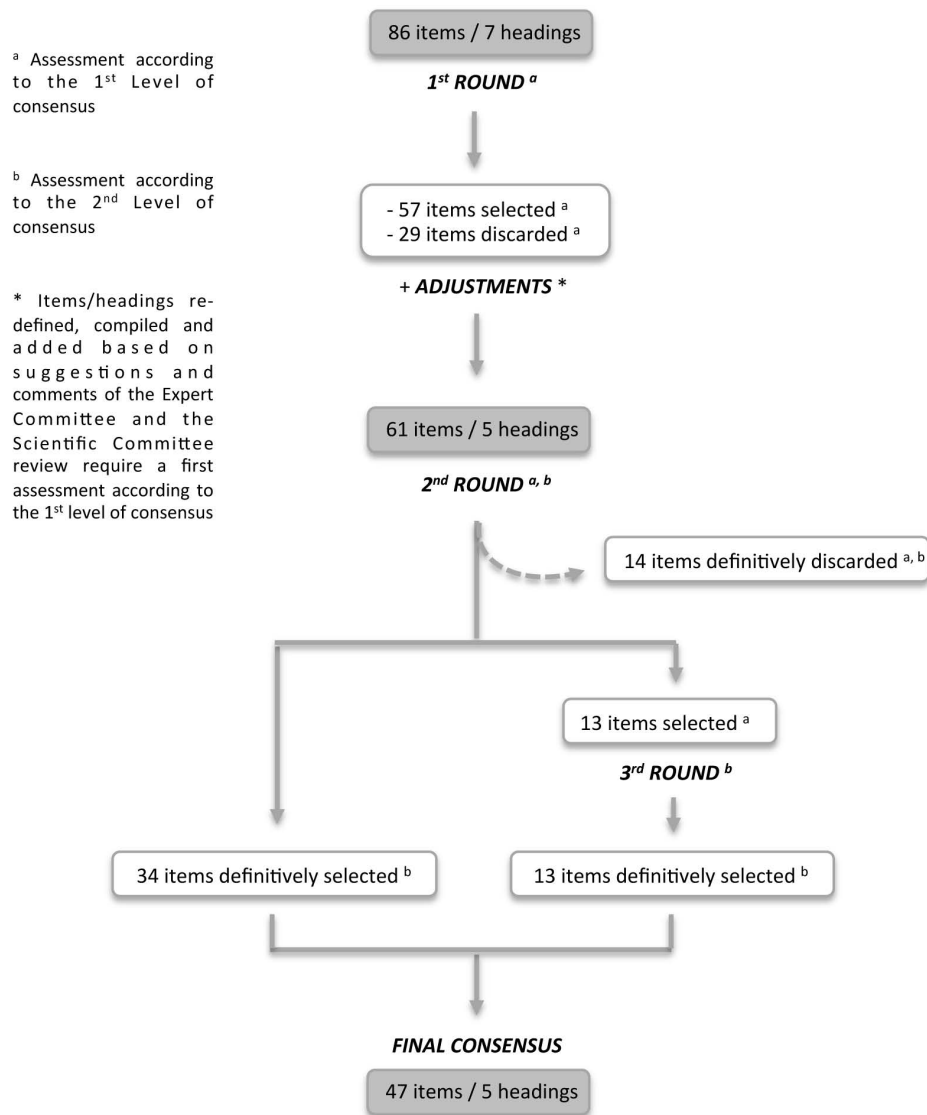 86 items / 7 headings
1st ROUND a
a Assessment according
to the 1st Level of
consensus
b Assessment according
to the 2nd Level of
consensus
- 57 items selected a
- 29 items discarded a
+ ADJUSTMENTS *
* Items/headings re-
defined, compiled and
added based on
suggestions and
comments of the Expert
Committee and the
Scientific Committee
review require a first
assessment according to
the 1st level of consensus
61 items / 5 headings
2nd ROUND a, b
14 items definitively discarded a, b
13 items selected a
3rd ROUND b
34 items definitively selected b
13 items definitively selected b
FINAL CONSENSUS
47 items / 5 headings